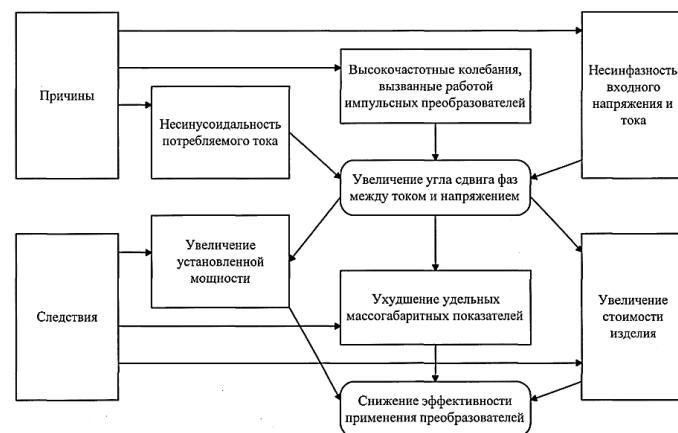 Причины
Несинусоидальность
потребляемого тока
Высокочастотные колебания,
вызванные работой
импульсных преобразователей
Несинфазность
входного
напряжения и
тока
Увеличение угла сдвига фаз
между током и напряжением
Следствия
Увеличение
установленной
мощности
Ухудшение удельных
массогабаритных показателей
Увеличение
стоимости
изделия
Снижение эффективности
применения преобразователей